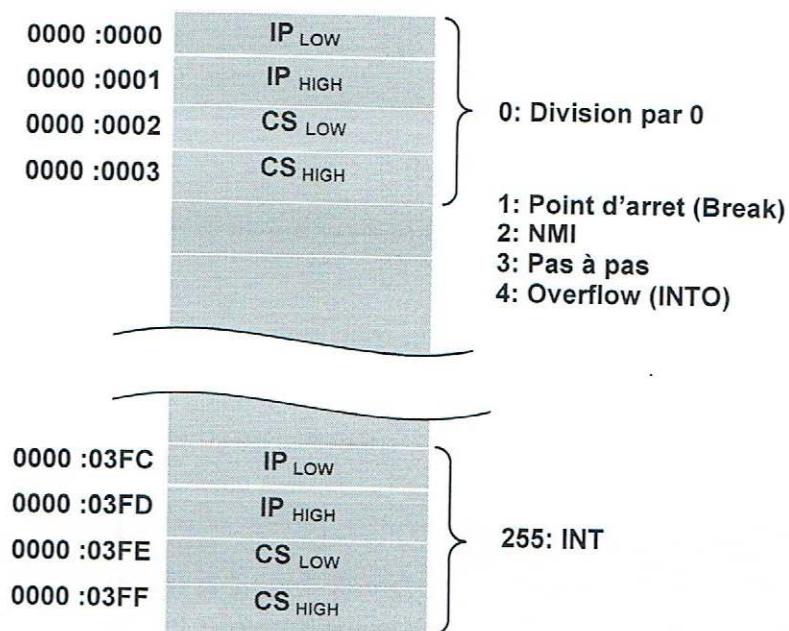 0000 :0000 IP LOW
0000 :0001 IP HIGH
0000 :0002 CS LOW
0000 :0003 CS HIGH
0: Division par 0
1: Point d'arret (Break)
2: NMI
3: Pas à pas
4: Overflow (INTO)
0000 :03FC IP LOW
0000 :03FD IP HIGH
0000 :03FE CS LOW
0000 :03FF CS HIGH
255: INT